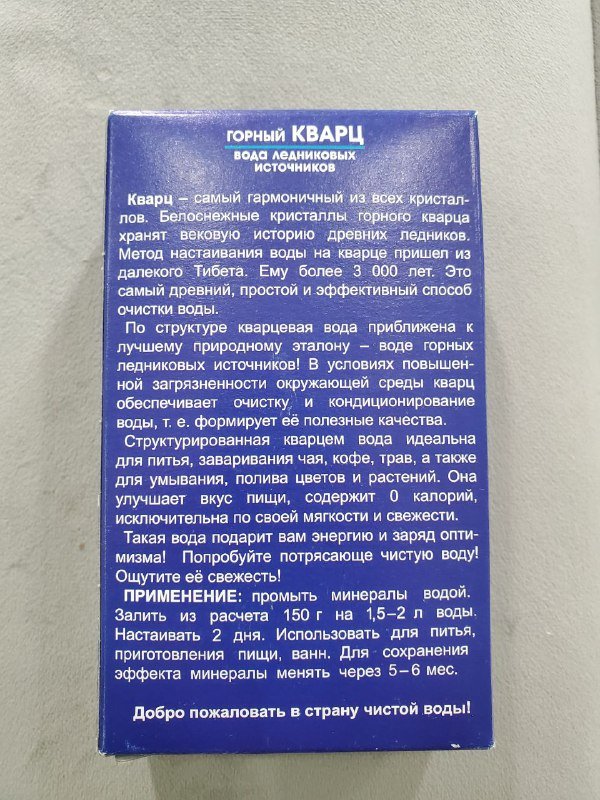 ГОРНЫЙ КВАРЦ
вода ледниковых
источников
Кварц – самый гармоничный из всех кристал-
лов. Белоснежные кристаллы горного кварца
хранят вековую историю древних ледников.
Метод настаивания воды на кварце пришел из
далекого Тибета. Ему более 3 000 лет. Это
самый древний, простой и эффективный способ
очистки воды.
По структуре кварцевая вода приближена к
лучшему природному эталону – воде горных
ледниковых источников! В условиях повышен-
ной загрязненности окружающей среды кварц
обеспечивает очистку и кондиционирование
воды, т. е. формирует её полезные качества.
Структурированная кварцем вода идеальна
для питья, заваривания чая, кофе, трав, а также
для умывания, полива цветов и растений. Она
улучшает вкус пищи, содержит 0 калорий,
исключительна по своей мягкости и свежести.
Такая вода подарит вам энергию и заряд опти-
мизма! Попробуйте потрясающе чистую воду!
Ощутите её свежесть!
ПРИМЕНЕНИЕ: промыть минералы водой.
Залить из расчета 150 г на 1,5–2 л воды.
Настаивать 2 дня. Использовать для питья,
приготовления пищи, ванн. Для сохранения
эффекта минералы менять через 5–6 мес.
Добро пожаловать в страну чистой воды!